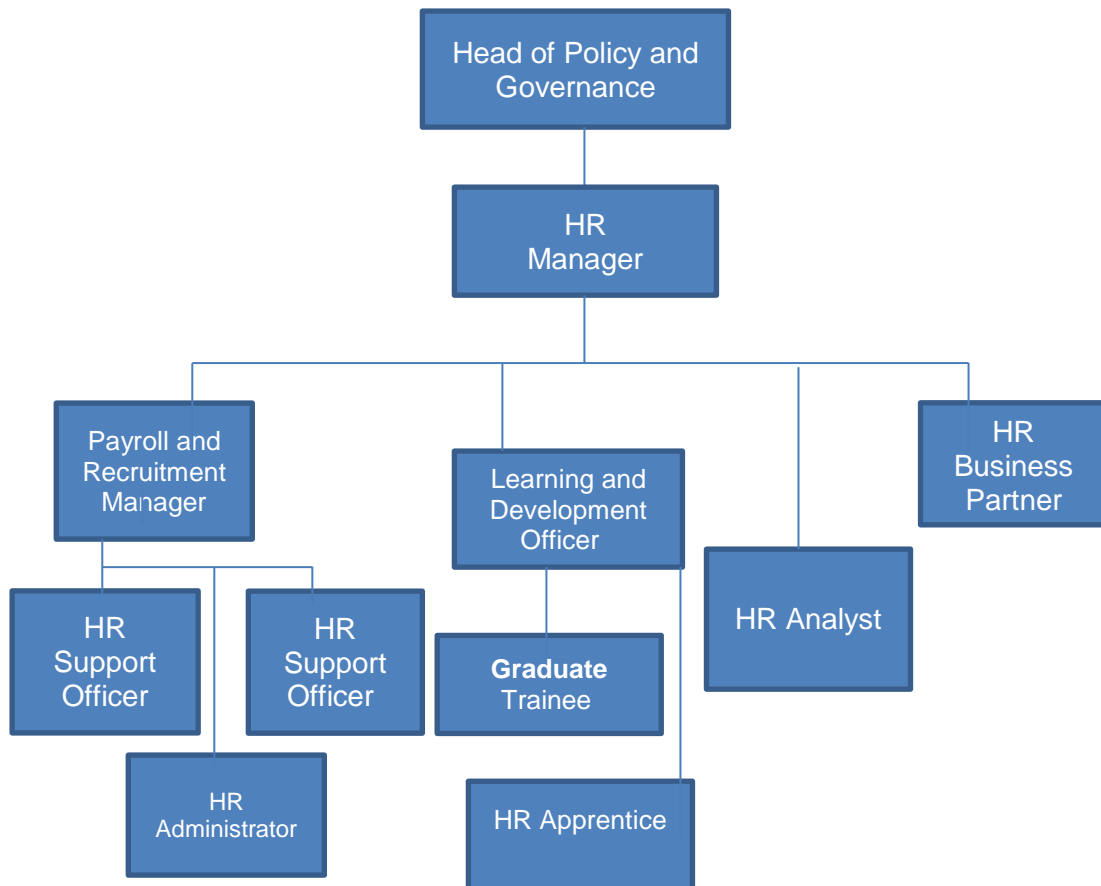 Head of Policy and
Governance
HR
Manager
Payroll and
Recruitment
Manager
Learning and
Development
Officer
HR
Business
Partner
HR Analyst
HR
Support
Officer
HR
Support
Officer
Graduate
Trainee
HR
Administrator
HR Apprentice